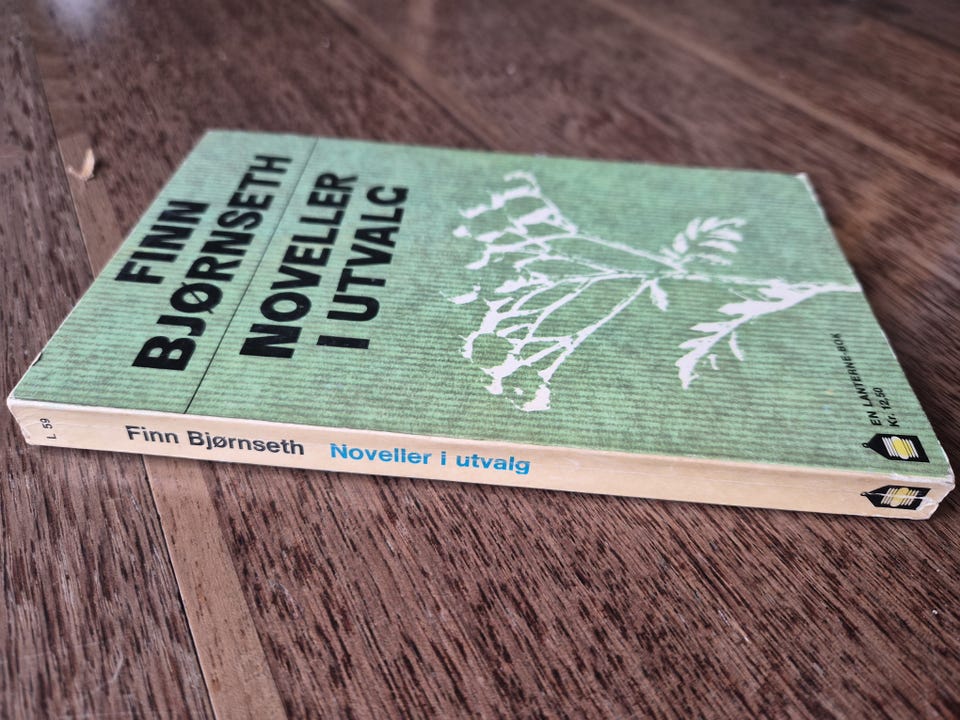 FINN
BJØRNSETH
NOVELLER
I UTVALG
EN LANTERNE-BOK
Kr. 12,50
L 59
Finn Bjørnseth Noveller i utvalg